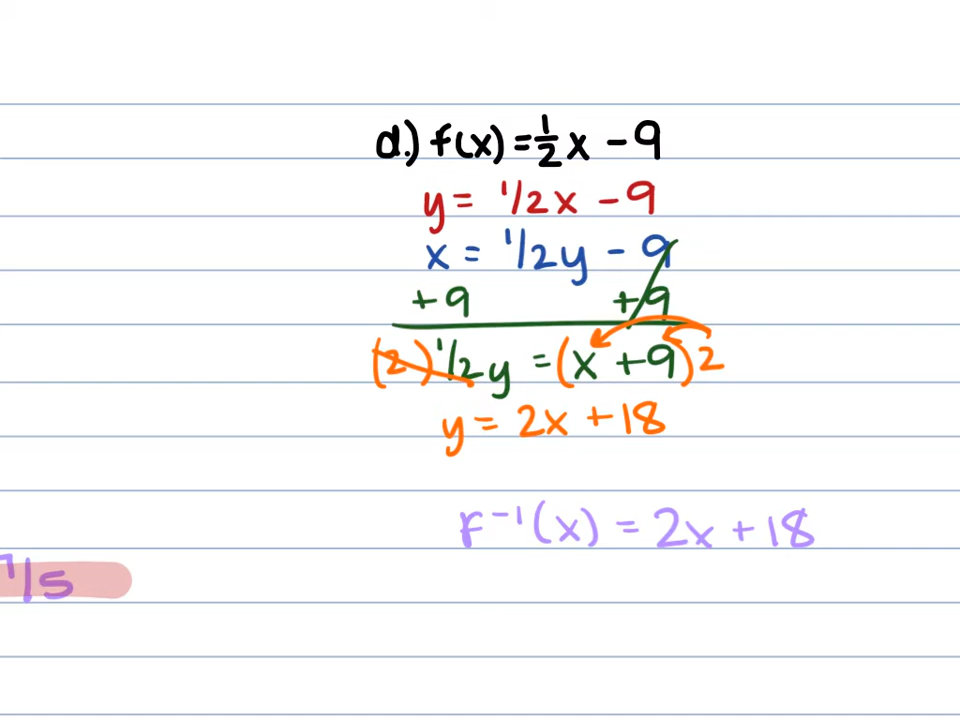 d.) f(x) = 1/2 x - 9
y = 1/2x - 9
x = 1/2y - 9
+9 +9
(2) 1/2y = (x + 9) 2
y = 2x + 18
F⁻¹(x) = 2x + 18
/5